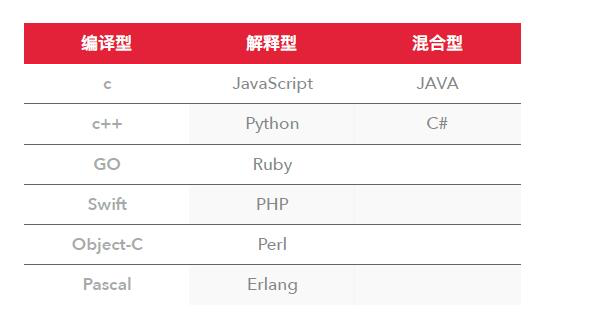 编译型 解释型 混合型
c JavaScript JAVA
c++ Python C#
GO Ruby
Swift PHP
Object-C Perl
Pascal Erlang